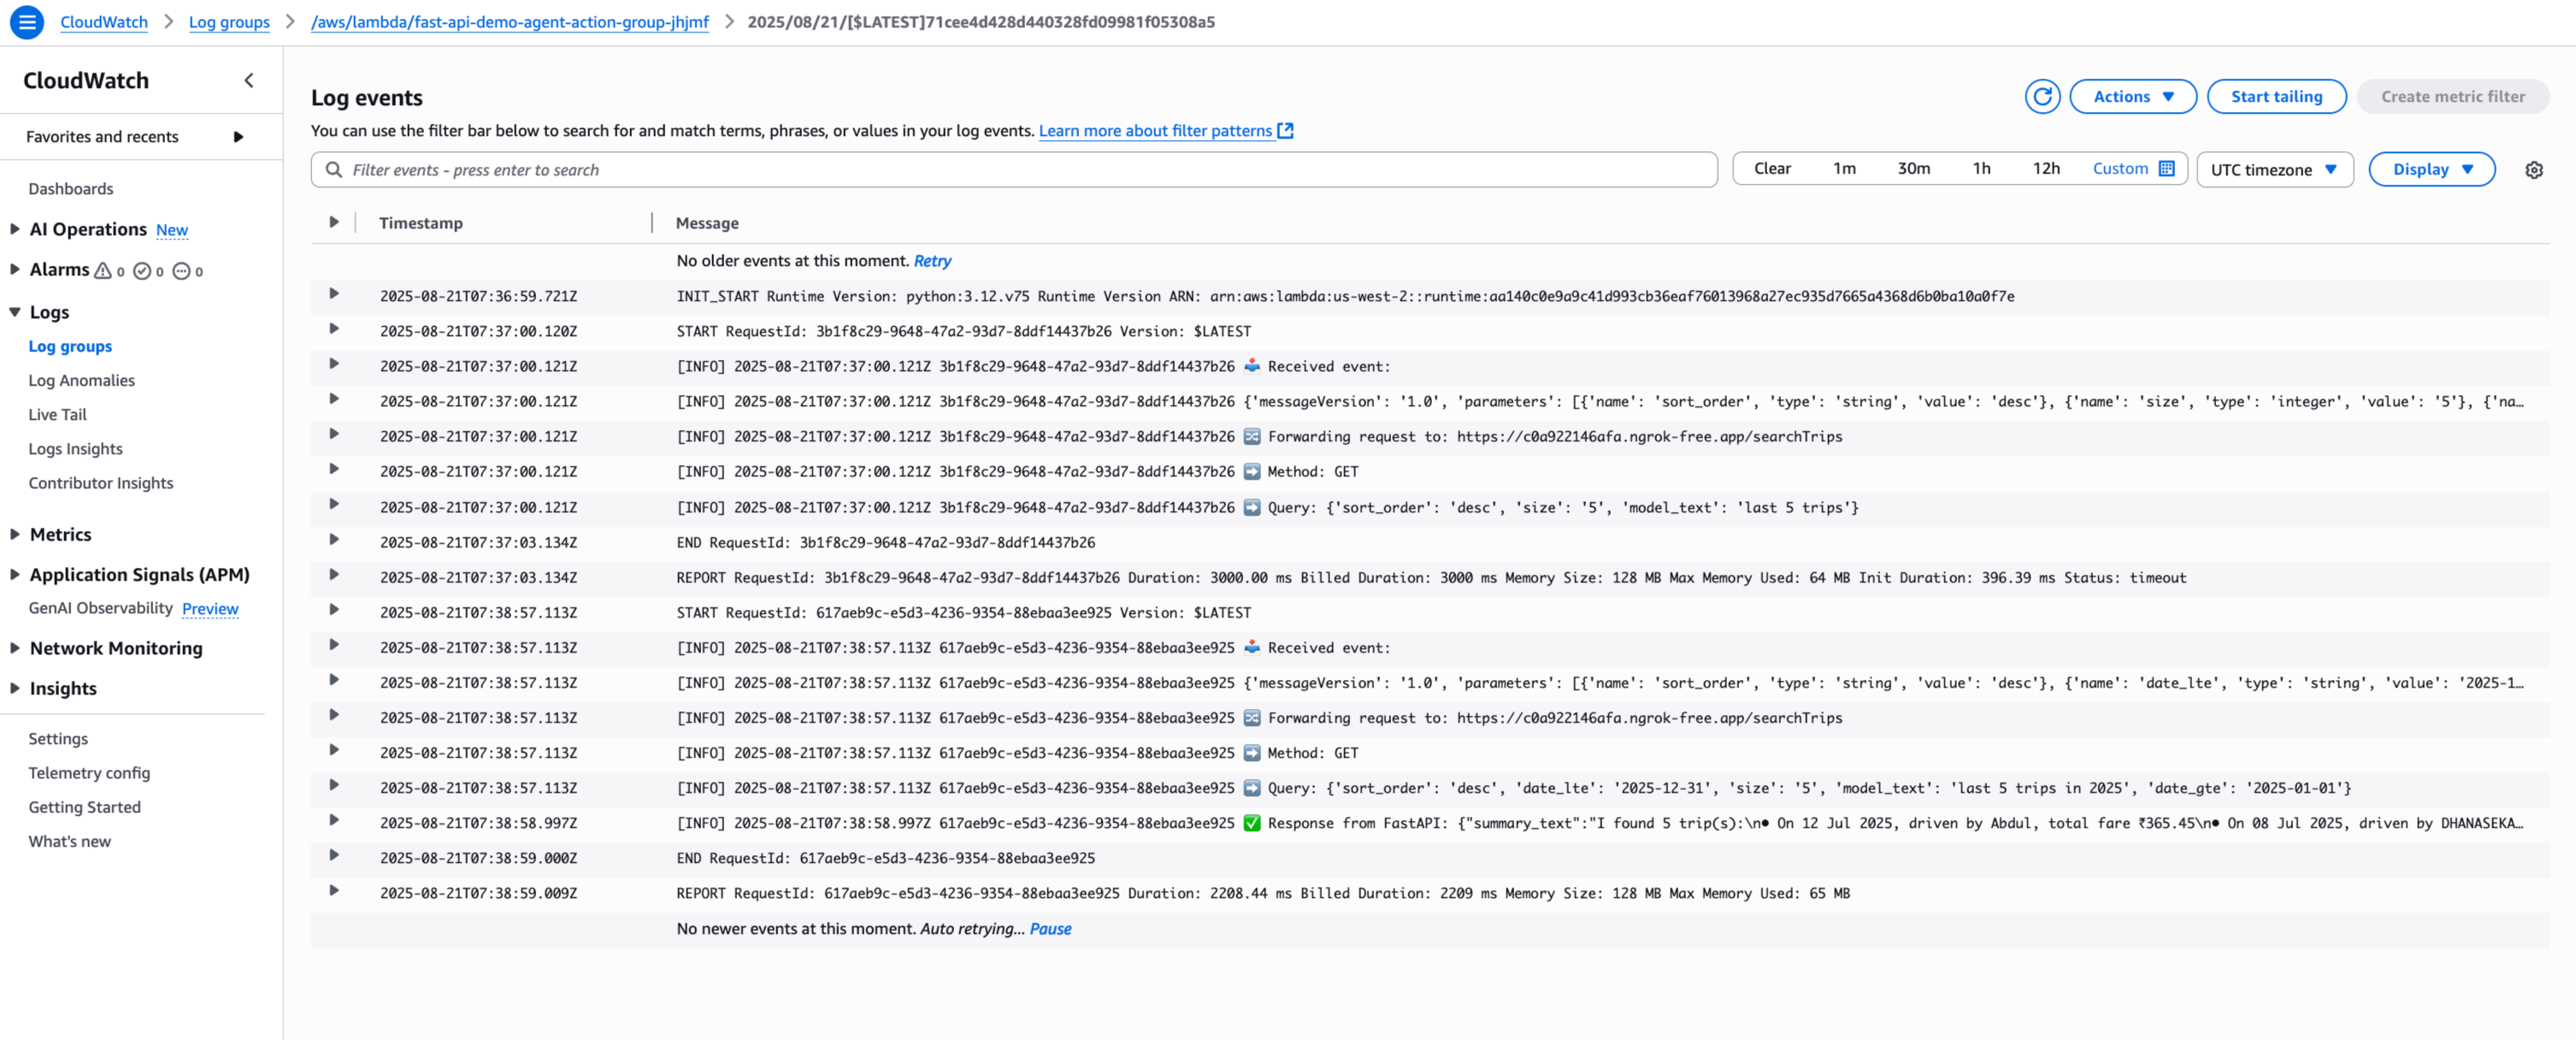 CloudWatch > Log groups > /aws/lambda/fast-api-demo-agent-action-group-jhjmf > 2025/08/21/[$LATEST]71cee4d428d440328fd09981f05308a5
CloudWatch
Favorites and recents
Dashboards
AI Operations New
Alarms 0 0 0
Logs
Log groups
Log Anomalies
Live Tail
Logs Insights
Contributor Insights
Metrics
Application Signals (APM)
GenAI Observability Preview
Network Monitoring
Insights
Settings
Telemetry config
Getting Started
What's new
Log events
Actions
Start tailing
Create metric filter
You can use the filter bar below to search for and match terms, phrases, or values in your log events. Learn more about filter patterns
Filter events - press enter to search
Clear 1m 30m 1h 12h Custom
UTC timezone
Display
Timestamp Message
No older events at this moment. Retry
2025-08-21T07:36:59.721Z INIT_START Runtime Version: python:3.12.v75 Runtime Version ARN: arn:aws:lambda:us-west-2::runtime:aa140c0e9a9c41d993cb36eaf76013968a27ec935d7665a4368d6b0ba10a0f7e
2025-08-21T07:37:00.120Z START RequestId: 3b1f8c29-9648-47a2-93d7-8ddf14437b26 Version: $LATEST
2025-08-21T07:37:00.121Z [INFO] 2025-08-21T07:37:00.121Z 3b1f8c29-9648-47a2-93d7-8ddf14437b26 📥 Received event:
2025-08-21T07:37:00.121Z [INFO] 2025-08-21T07:37:00.121Z 3b1f8c29-9648-47a2-93d7-8ddf14437b26 {'messageVersion': '1.0', 'parameters': [{'name': 'sort_order', 'type': 'string', 'value': 'desc'}, {'name': 'size', 'type': 'integer', 'value': '5'}, {'na…
2025-08-21T07:37:00.121Z [INFO] 2025-08-21T07:37:00.121Z 3b1f8c29-9648-47a2-93d7-8ddf14437b26 🔀 Forwarding request to: https://c0a922146afa.ngrok-free.app/searchTrips
2025-08-21T07:37:00.121Z [INFO] 2025-08-21T07:37:00.121Z 3b1f8c29-9648-47a2-93d7-8ddf14437b26 ➡️ Method: GET
2025-08-21T07:37:00.121Z [INFO] 2025-08-21T07:37:00.121Z 3b1f8c29-9648-47a2-93d7-8ddf14437b26 ➡️ Query: {'sort_order': 'desc', 'size': '5', 'model_text': 'last 5 trips'}
2025-08-21T07:37:03.134Z END RequestId: 3b1f8c29-9648-47a2-93d7-8ddf14437b26
2025-08-21T07:37:03.134Z REPORT RequestId: 3b1f8c29-9648-47a2-93d7-8ddf14437b26 Duration: 3000.00 ms Billed Duration: 3000 ms Memory Size: 128 MB Max Memory Used: 64 MB Init Duration: 396.39 ms Status: timeout
2025-08-21T07:38:57.113Z START RequestId: 617aeb9c-e5d3-4236-9354-88ebaa3ee925 Version: $LATEST
2025-08-21T07:38:57.113Z [INFO] 2025-08-21T07:38:57.113Z 617aeb9c-e5d3-4236-9354-88ebaa3ee925 📥 Received event:
2025-08-21T07:38:57.113Z [INFO] 2025-08-21T07:38:57.113Z 617aeb9c-e5d3-4236-9354-88ebaa3ee925 {'messageVersion': '1.0', 'parameters': [{'name': 'sort_order', 'type': 'string', 'value': 'desc'}, {'name': 'date_lte', 'type': 'string', 'value': '2025-1…
2025-08-21T07:38:57.113Z [INFO] 2025-08-21T07:38:57.113Z 617aeb9c-e5d3-4236-9354-88ebaa3ee925 🔀 Forwarding request to: https://c0a922146afa.ngrok-free.app/searchTrips
2025-08-21T07:38:57.113Z [INFO] 2025-08-21T07:38:57.113Z 617aeb9c-e5d3-4236-9354-88ebaa3ee925 ➡️ Method: GET
2025-08-21T07:38:57.113Z [INFO] 2025-08-21T07:38:57.113Z 617aeb9c-e5d3-4236-9354-88ebaa3ee925 ➡️ Query: {'sort_order': 'desc', 'date_lte': '2025-12-31', 'size': '5', 'model_text': 'last 5 trips in 2025', 'date_gte': '2025-01-01'}
2025-08-21T07:38:58.997Z [INFO] 2025-08-21T07:38:58.997Z 617aeb9c-e5d3-4236-9354-88ebaa3ee925 ✅ Response from FastAPI: {"summary_text":"I found 5 trip(s):\n• On 12 Jul 2025, driven by Abdul, total fare ₹365.45\n• On 08 Jul 2025, driven by DHANASEKA…
2025-08-21T07:38:59.000Z END RequestId: 617aeb9c-e5d3-4236-9354-88ebaa3ee925
2025-08-21T07:38:59.009Z REPORT RequestId: 617aeb9c-e5d3-4236-9354-88ebaa3ee925 Duration: 2208.44 ms Billed Duration: 2209 ms Memory Size: 128 MB Max Memory Used: 65 MB
No newer events at this moment. Auto retrying... Pause